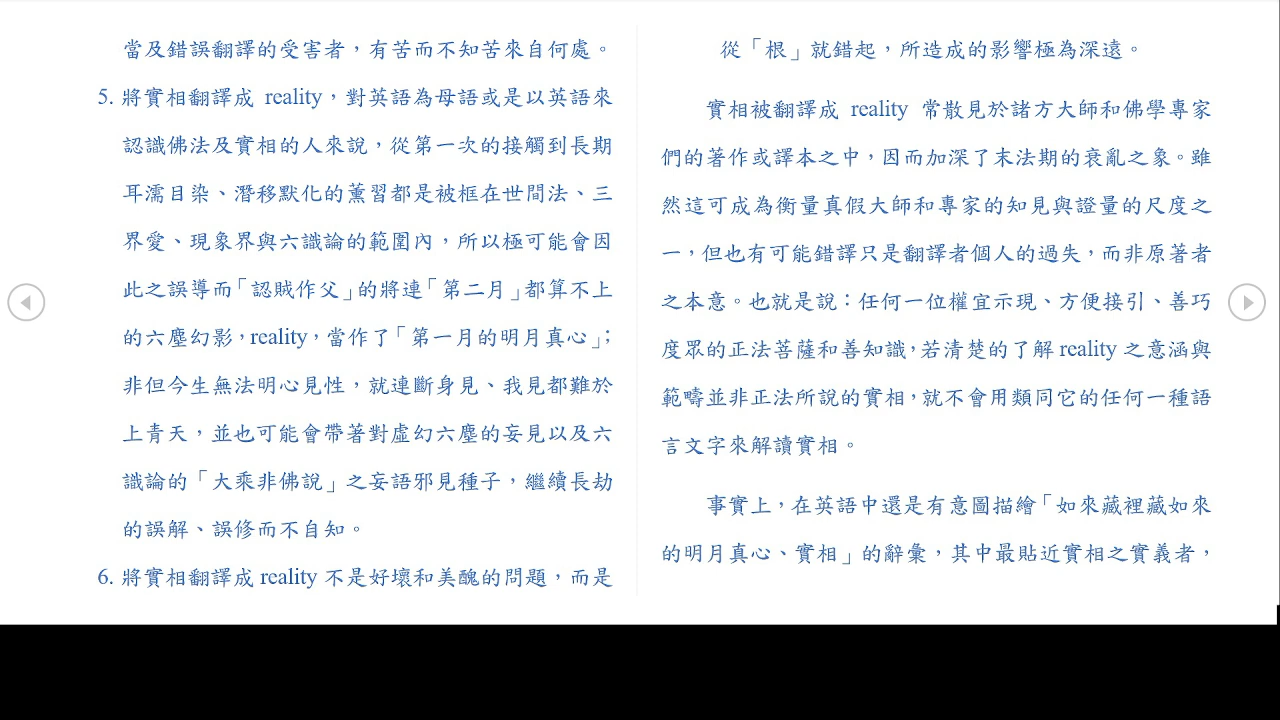 當及錯誤翻譯的受害者，有苦而不知苦來自何處。
5. 將實相翻譯成 reality，對英語為母語或是以英語來
認識佛法及實相的人來說，從第一次的接觸到長期
耳濡目染、潛移默化的薰習都是被框在世間法、三
界愛、現象界與六識論的範圍內，所以極可能會因
此之誤導而「認賊作父」的將連「第二月」都算不上
的六塵幻影，reality，當作了「第一月的明月真心」；
非但今生無法明心見性，就連斷身見、我見都難於
上青天，並也可能會帶著對虛幻六塵的妄見以及六
識論的「大乘非佛說」之妄語邪見種子，繼續長劫
的誤解、誤修而不自知。
6. 將實相翻譯成 reality 不是好壞和美醜的問題，而是
從「根」就錯起，所造成的影響極為深遠。
實相被翻譯成 reality 常散見於諸方大師和佛學專家
們的著作或譯本之中，因而加深了末法期的衰亂之象。雖
然這可成為衡量真假大師和專家的知見與證量的尺度之
一，但也有可能錯譯只是翻譯者個人的過失，而非原著者
之本意。也就是說：任何一位權宜示現、方便接引、善巧
度眾的正法菩薩和善知識，若清楚的了解 reality 之意涵與
範疇並非正法所說的實相，就不會用類同它的任何一種語
言文字來解讀實相。
事實上，在英語中還是有意圖描繪「如來藏裡藏如來
的明月真心、實相」的辭彙，其中最貼近實相之實義者，